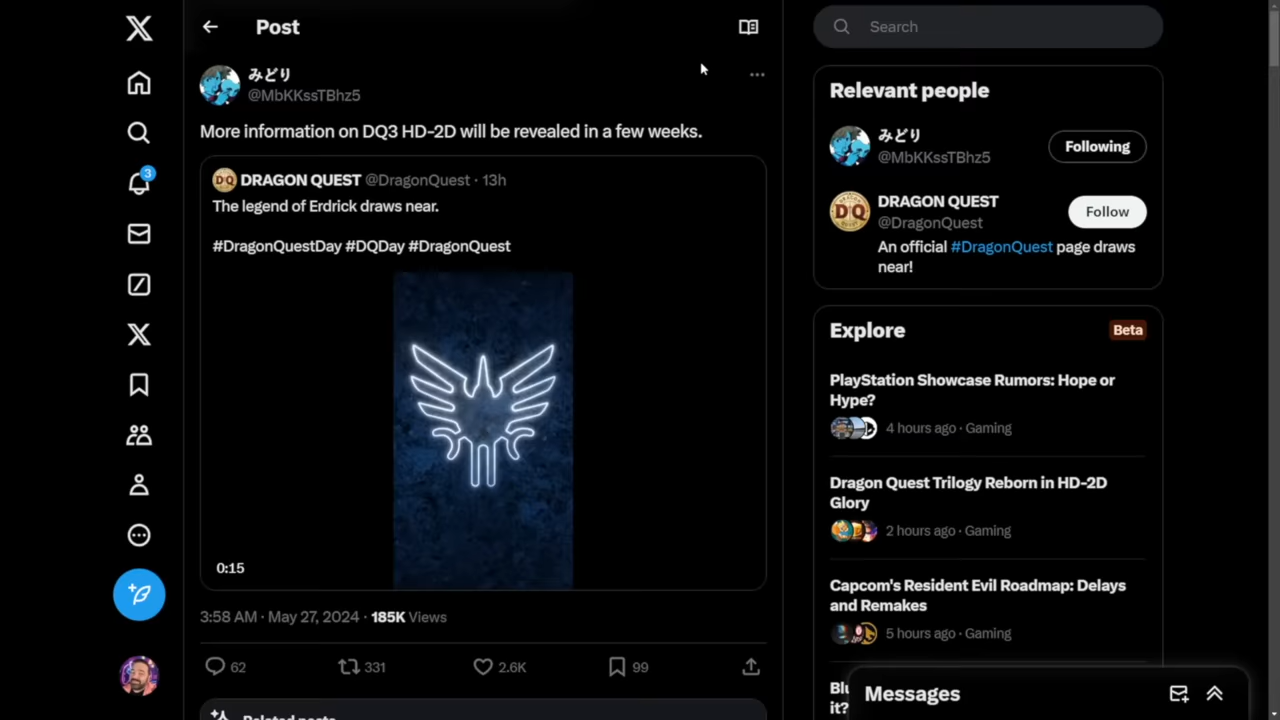 Post
みどり
@MbKKssTBhz5
More information on DQ3 HD-2D will be revealed in a few weeks.
DRAGON QUEST @DragonQuest · 13h
The legend of Erdrick draws near.
#DragonQuestDay #DQDay #DragonQuest
0:15
3:58 AM · May 27, 2024 · 185K Views
62 331 2.6K 99
Related posts
3
Search
Relevant people
みどり
@MbKKssTBhz5
Following
DRAGON QUEST
@DragonQuest
Follow
An official #DragonQuest page draws
near!
Explore
Beta
PlayStation Showcase Rumors: Hope or
Hype?
4 hours ago · Gaming
Dragon Quest Trilogy Reborn in HD-2D
Glory
2 hours ago · Gaming
Capcom's Resident Evil Roadmap: Delays
and Remakes
5 hours ago · Gaming
it?
Messages